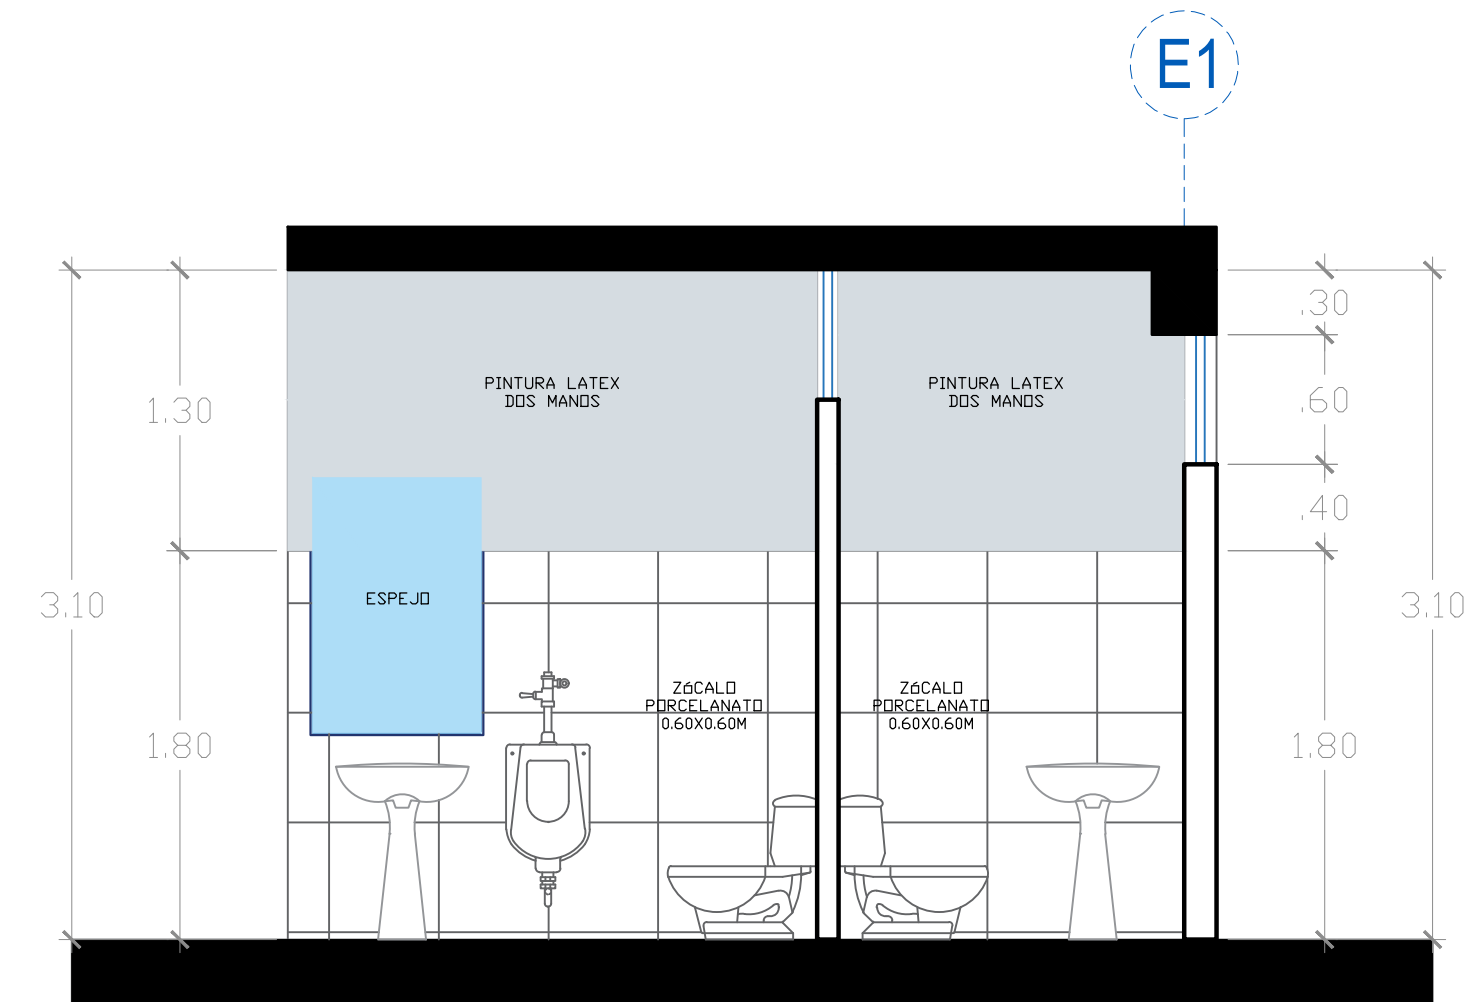 E1
.30
PINTURA LATEX
DOS MANOS
PINTURA LATEX
DOS MANOS
1.30
.60
.40
3.10
ESPEJO
3.10
ZóCALO
PORCELANATO
0.60X0.60M
ZóCALO
PORCELANATO
0.60X0.60M
1.80
1.80